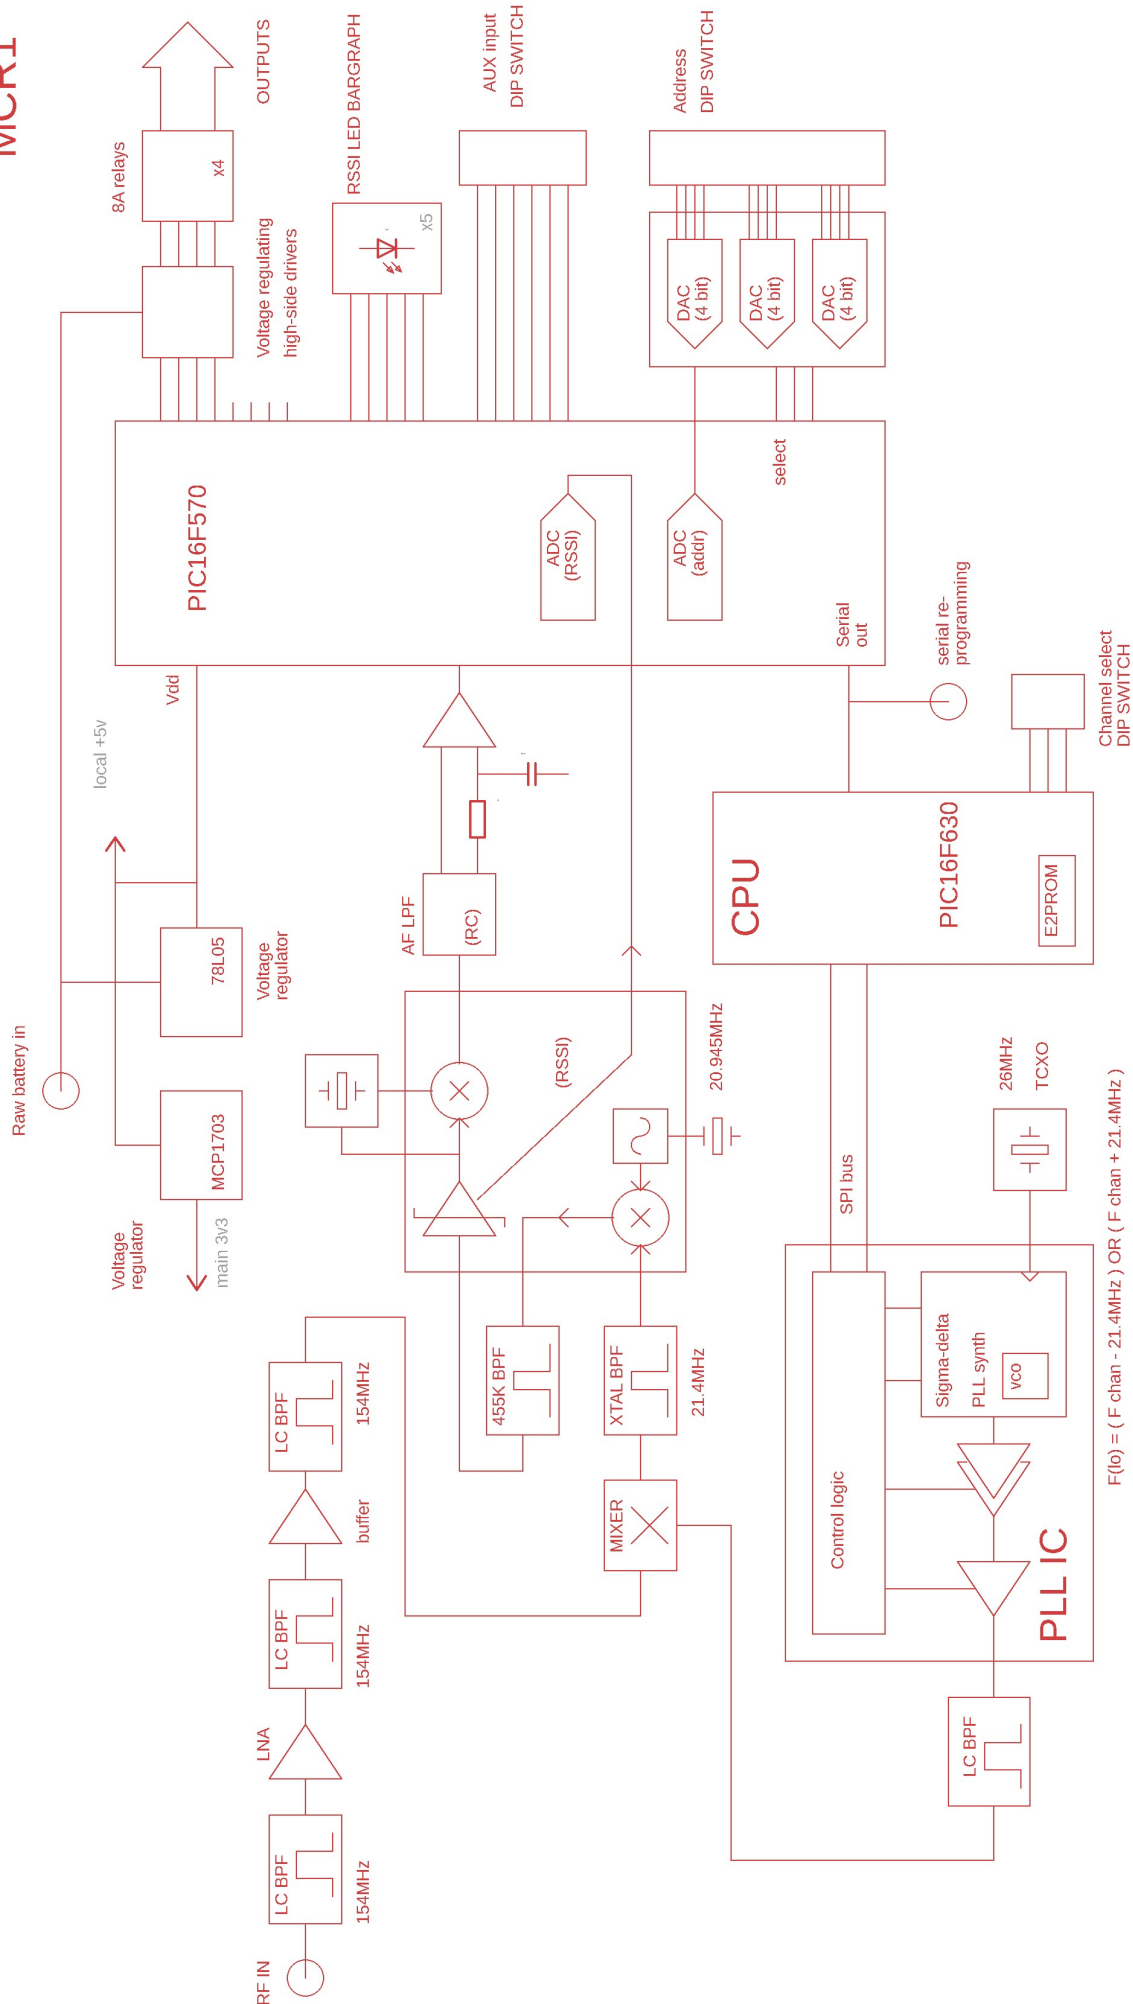 MCR1
Raw battery in
8A relays
x4
OUTPUTS
Voltage regulating
high-side drivers
RSSI LED BARGRAPH
x5
AUX input
DIP SWITCH
Address
DIP SWITCH
DAC
(4 bit)
DAC
(4 bit)
DAC
(4 bit)
select
PIC16F570
ADC
(RSSI)
ADC
(addr)
Serial
out
Vdd
local +5v
78L05
Voltage
regulator
MCP1703
Voltage
regulator
main 3v3
serial re-
programming
Channel select
DIP SWITCH
CPU
PIC16F630
E2PROM
AF LPF
(RC)
(RSSI)
20.945MHz
26MHz
TCXO
SPI bus
RF IN
LC BPF
154MHz
LNA
LC BPF
154MHz
buffer
LC BPF
154MHz
455K BPF
XTAL BPF
21.4MHz
MIXER
Control logic
Sigma-delta
PLL synth
vco
PLL IC
LC BPF
F(lo) = ( F chan - 21.4MHz ) OR ( F chan + 21.4MHz )